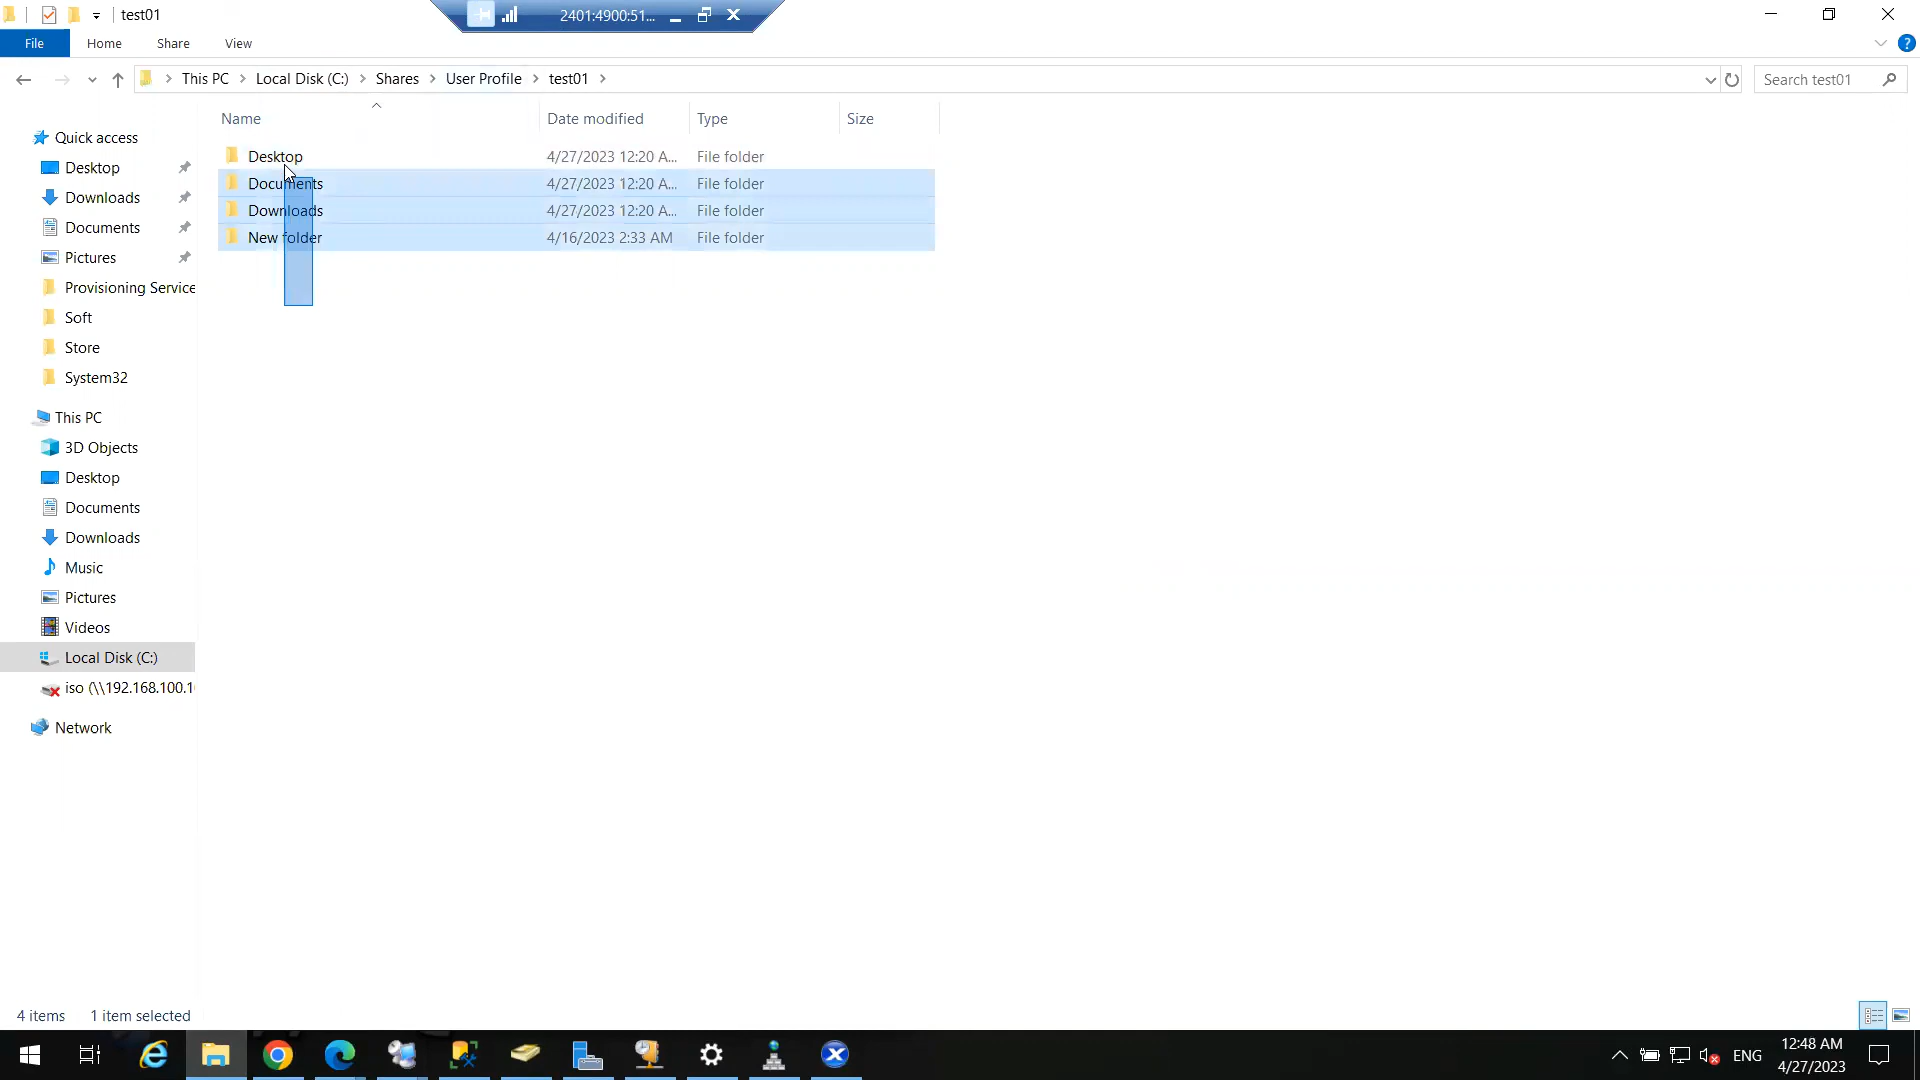 test01
2401:4900:51...
File Home Share View
This PC Local Disk (C:) Shares User Profile test01
Search test01
Name Date modified Type Size
Desktop 4/27/2023 12:20 A... File folder
Documents 4/27/2023 12:20 A... File folder
Downloads 4/27/2023 12:20 A... File folder
New folder 4/16/2023 2:33 AM File folder
Quick access
Desktop
Downloads
Documents
Pictures
Provisioning Service
Soft
Store
System32
This PC
3D Objects
Desktop
Documents
Downloads
Music
Pictures
Videos
Local Disk (C:)
iso (\\192.168.100.1
Network
4 items 1 item selected
ENG
12:48 AM
4/27/2023